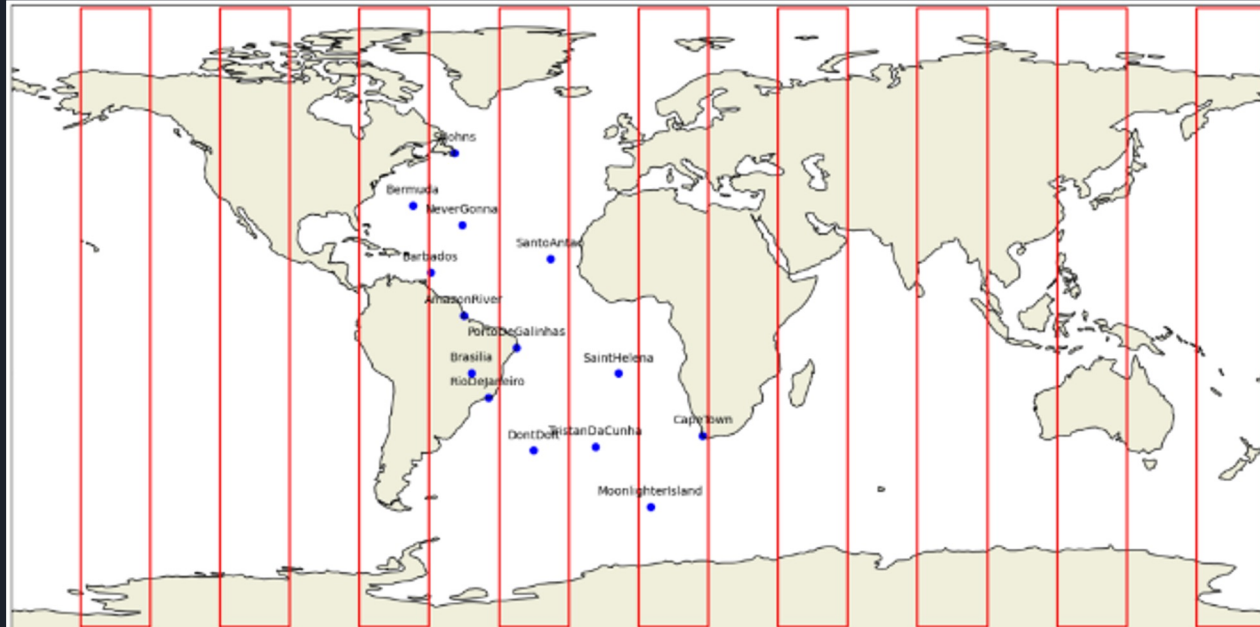 StJohns
Bermuda
NeverGonna
SantoAntao
Barbados
AmazonRiver
PortoDeGalinhas
Brasilia
SaintHelena
RioDeJaneiro
CapeTown
DontDoIt
TristanDaCunha
MoonlighterIsland